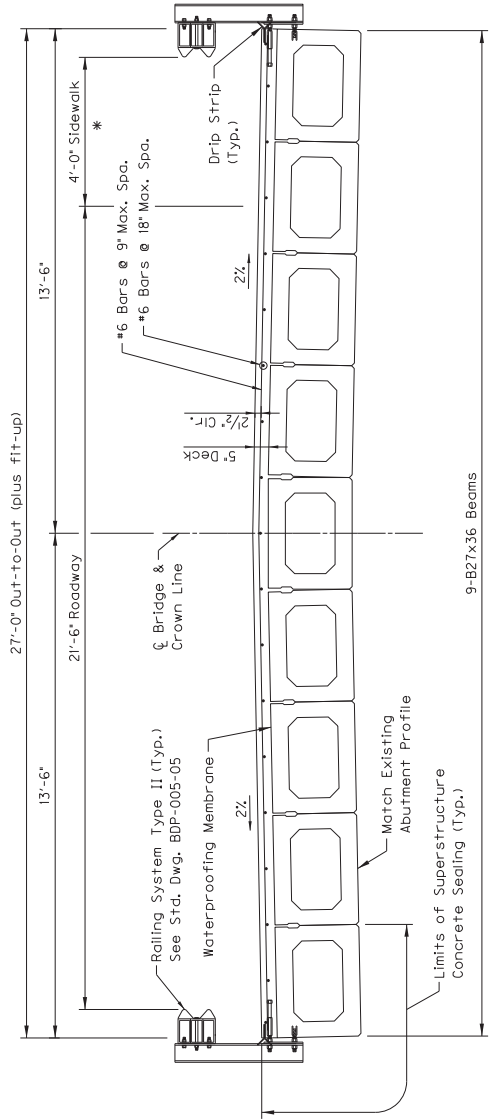 27'-0" Out-to-Out (plus fit-up)
13'-6"
13'-6"
21'-6" Roadway
4'-0" Sidewalk
*
Railing System Type II (Typ.)
See Std. Dwg. BDP-005-05
Waterproofing Membrane
2%
℄ Bridge &
Crown Line
5" Deck
2½" Clr.
#6 Bars @ 9" Max. Spa.
#6 Bars @ 18" Max. Spa.
2%
Drip Strip
(Typ.)
Match Existing
Abutment Profile
Limits of Superstructure
Concrete Sealing (Typ.)
9-B27x36 Beams